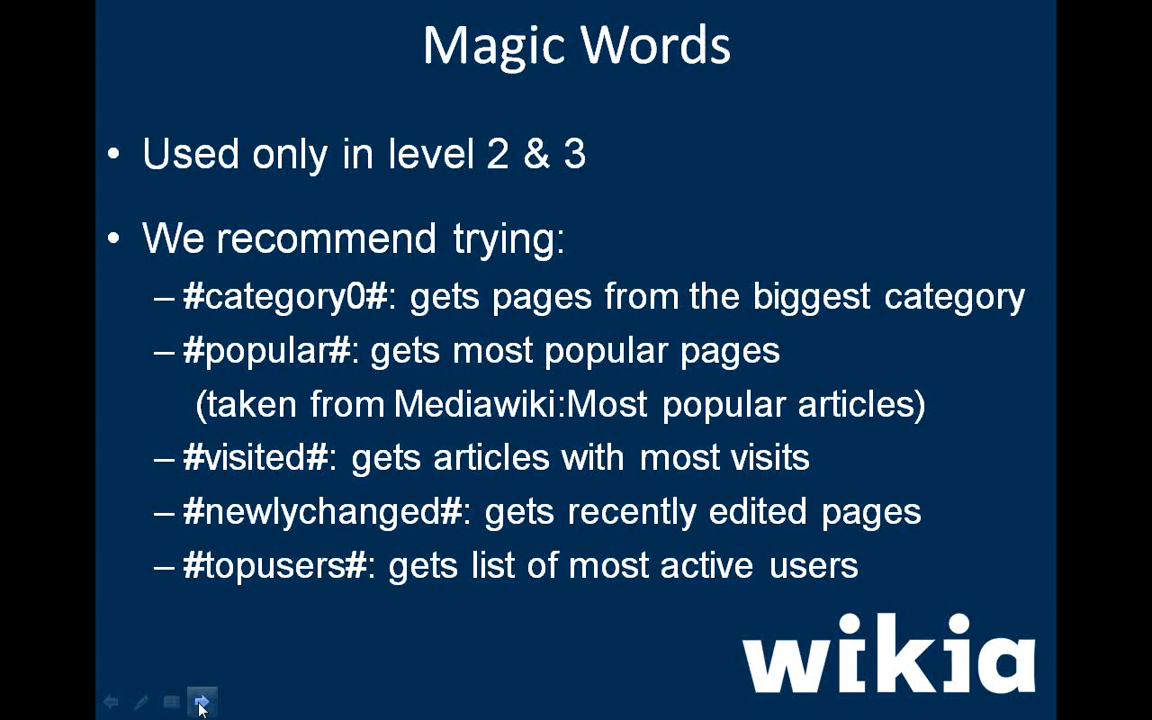 Magic Words
• Used only in level 2 & 3
• We recommend trying:
– #category0#: gets pages from the biggest category
– #popular#: gets most popular pages
(taken from Mediawiki:Most popular articles)
– #visited#: gets articles with most visits
– #newlychanged#: gets recently edited pages
– #topusers#: gets list of most active users
wikia